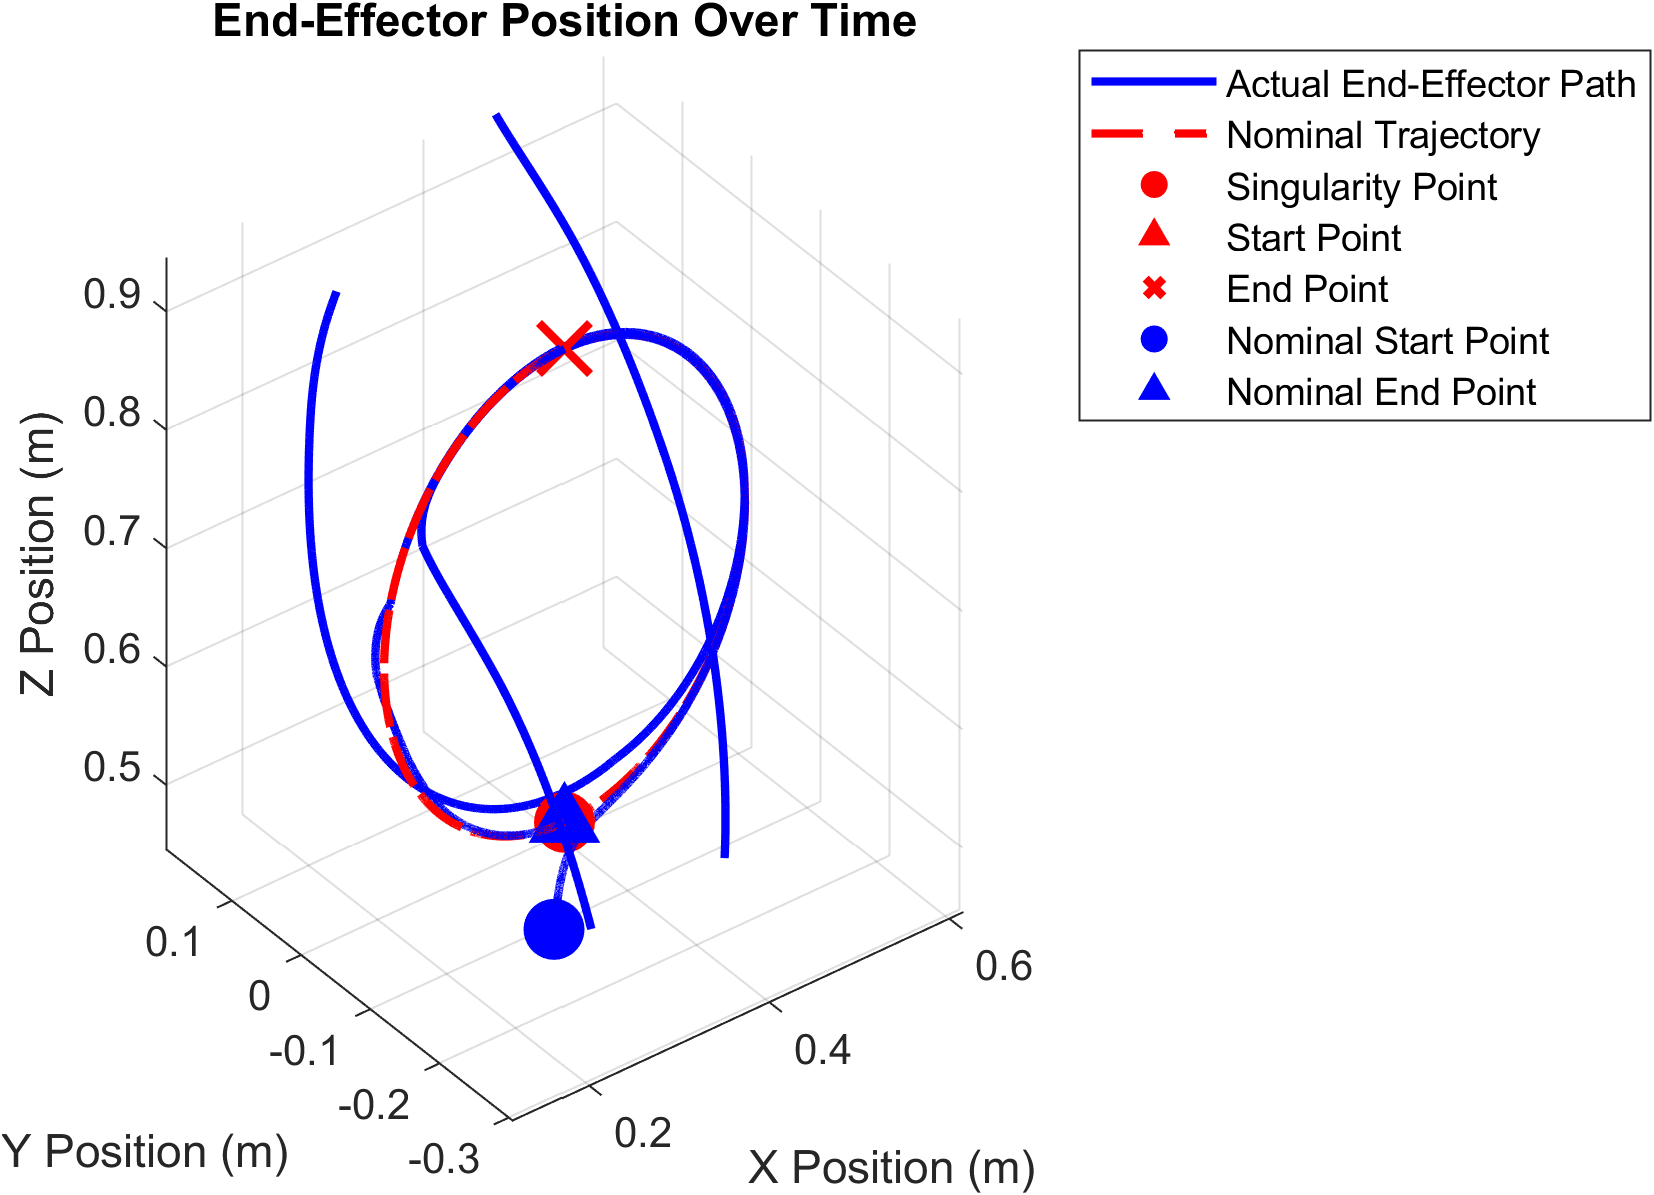 End-Effector Position Over Time
Actual End-Effector Path
Nominal Trajectory
Singularity Point
Start Point
End Point
Nominal Start Point
Nominal End Point
Z Position (m)
0.9
0.8
0.7
0.6
0.5
0.1
0
-0.1
-0.2
-0.3
Y Position (m)
0.2
0.4
0.6
X Position (m)